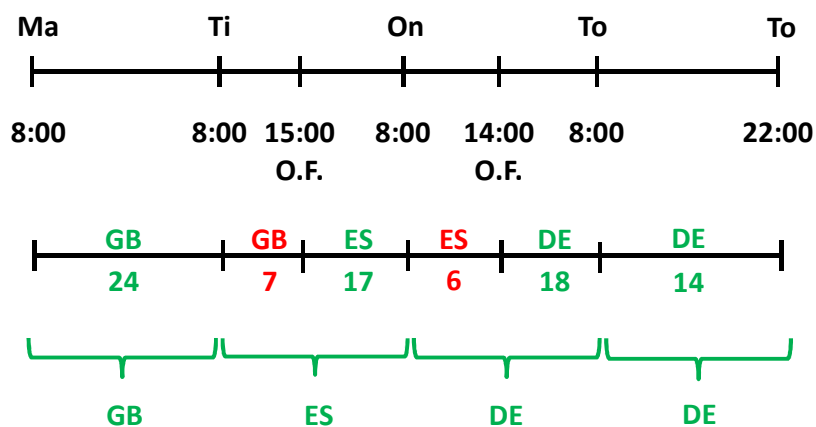 Ma Ti On To To
8:00 8:00 15:00 8:00 14:00 8:00 22:00
O.F. O.F.
GB GB ES ES DE DE
24 7 17 6 18 14
GB ES DE DE